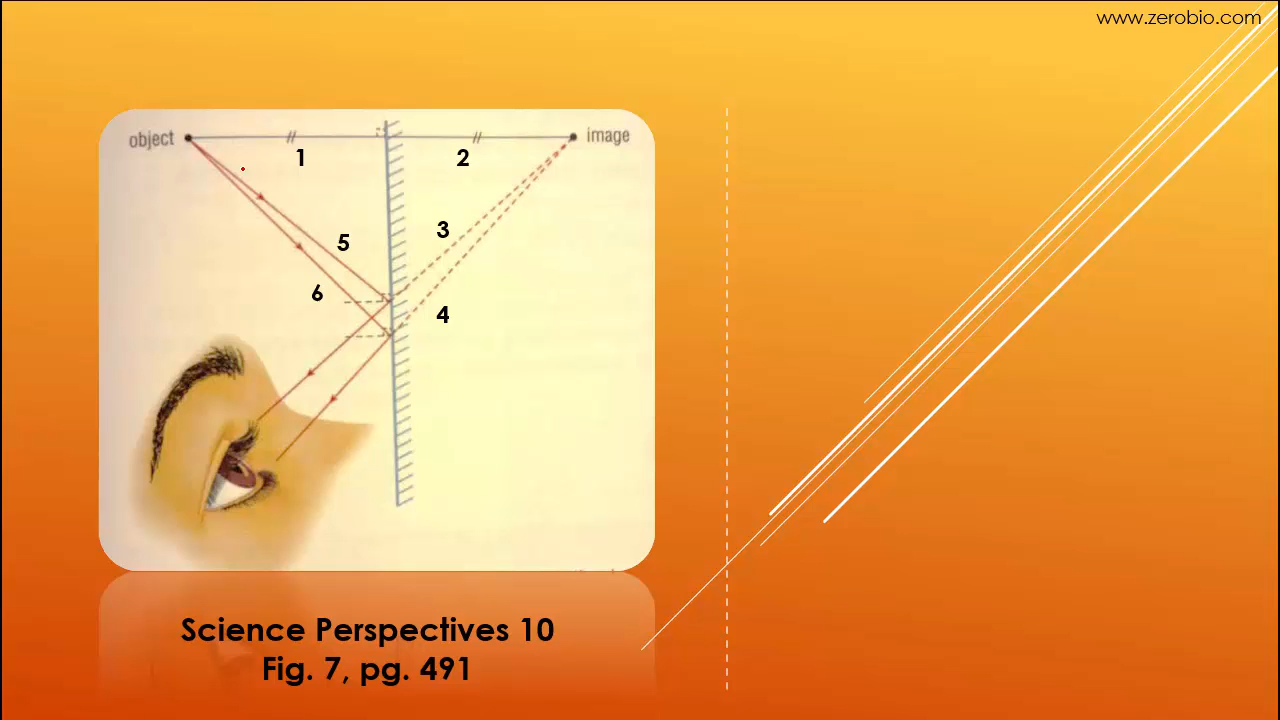 www.zerobio.com
object
image
1
2
3
5
6
4
Science Perspectives 10
Fig. 7, pg. 491